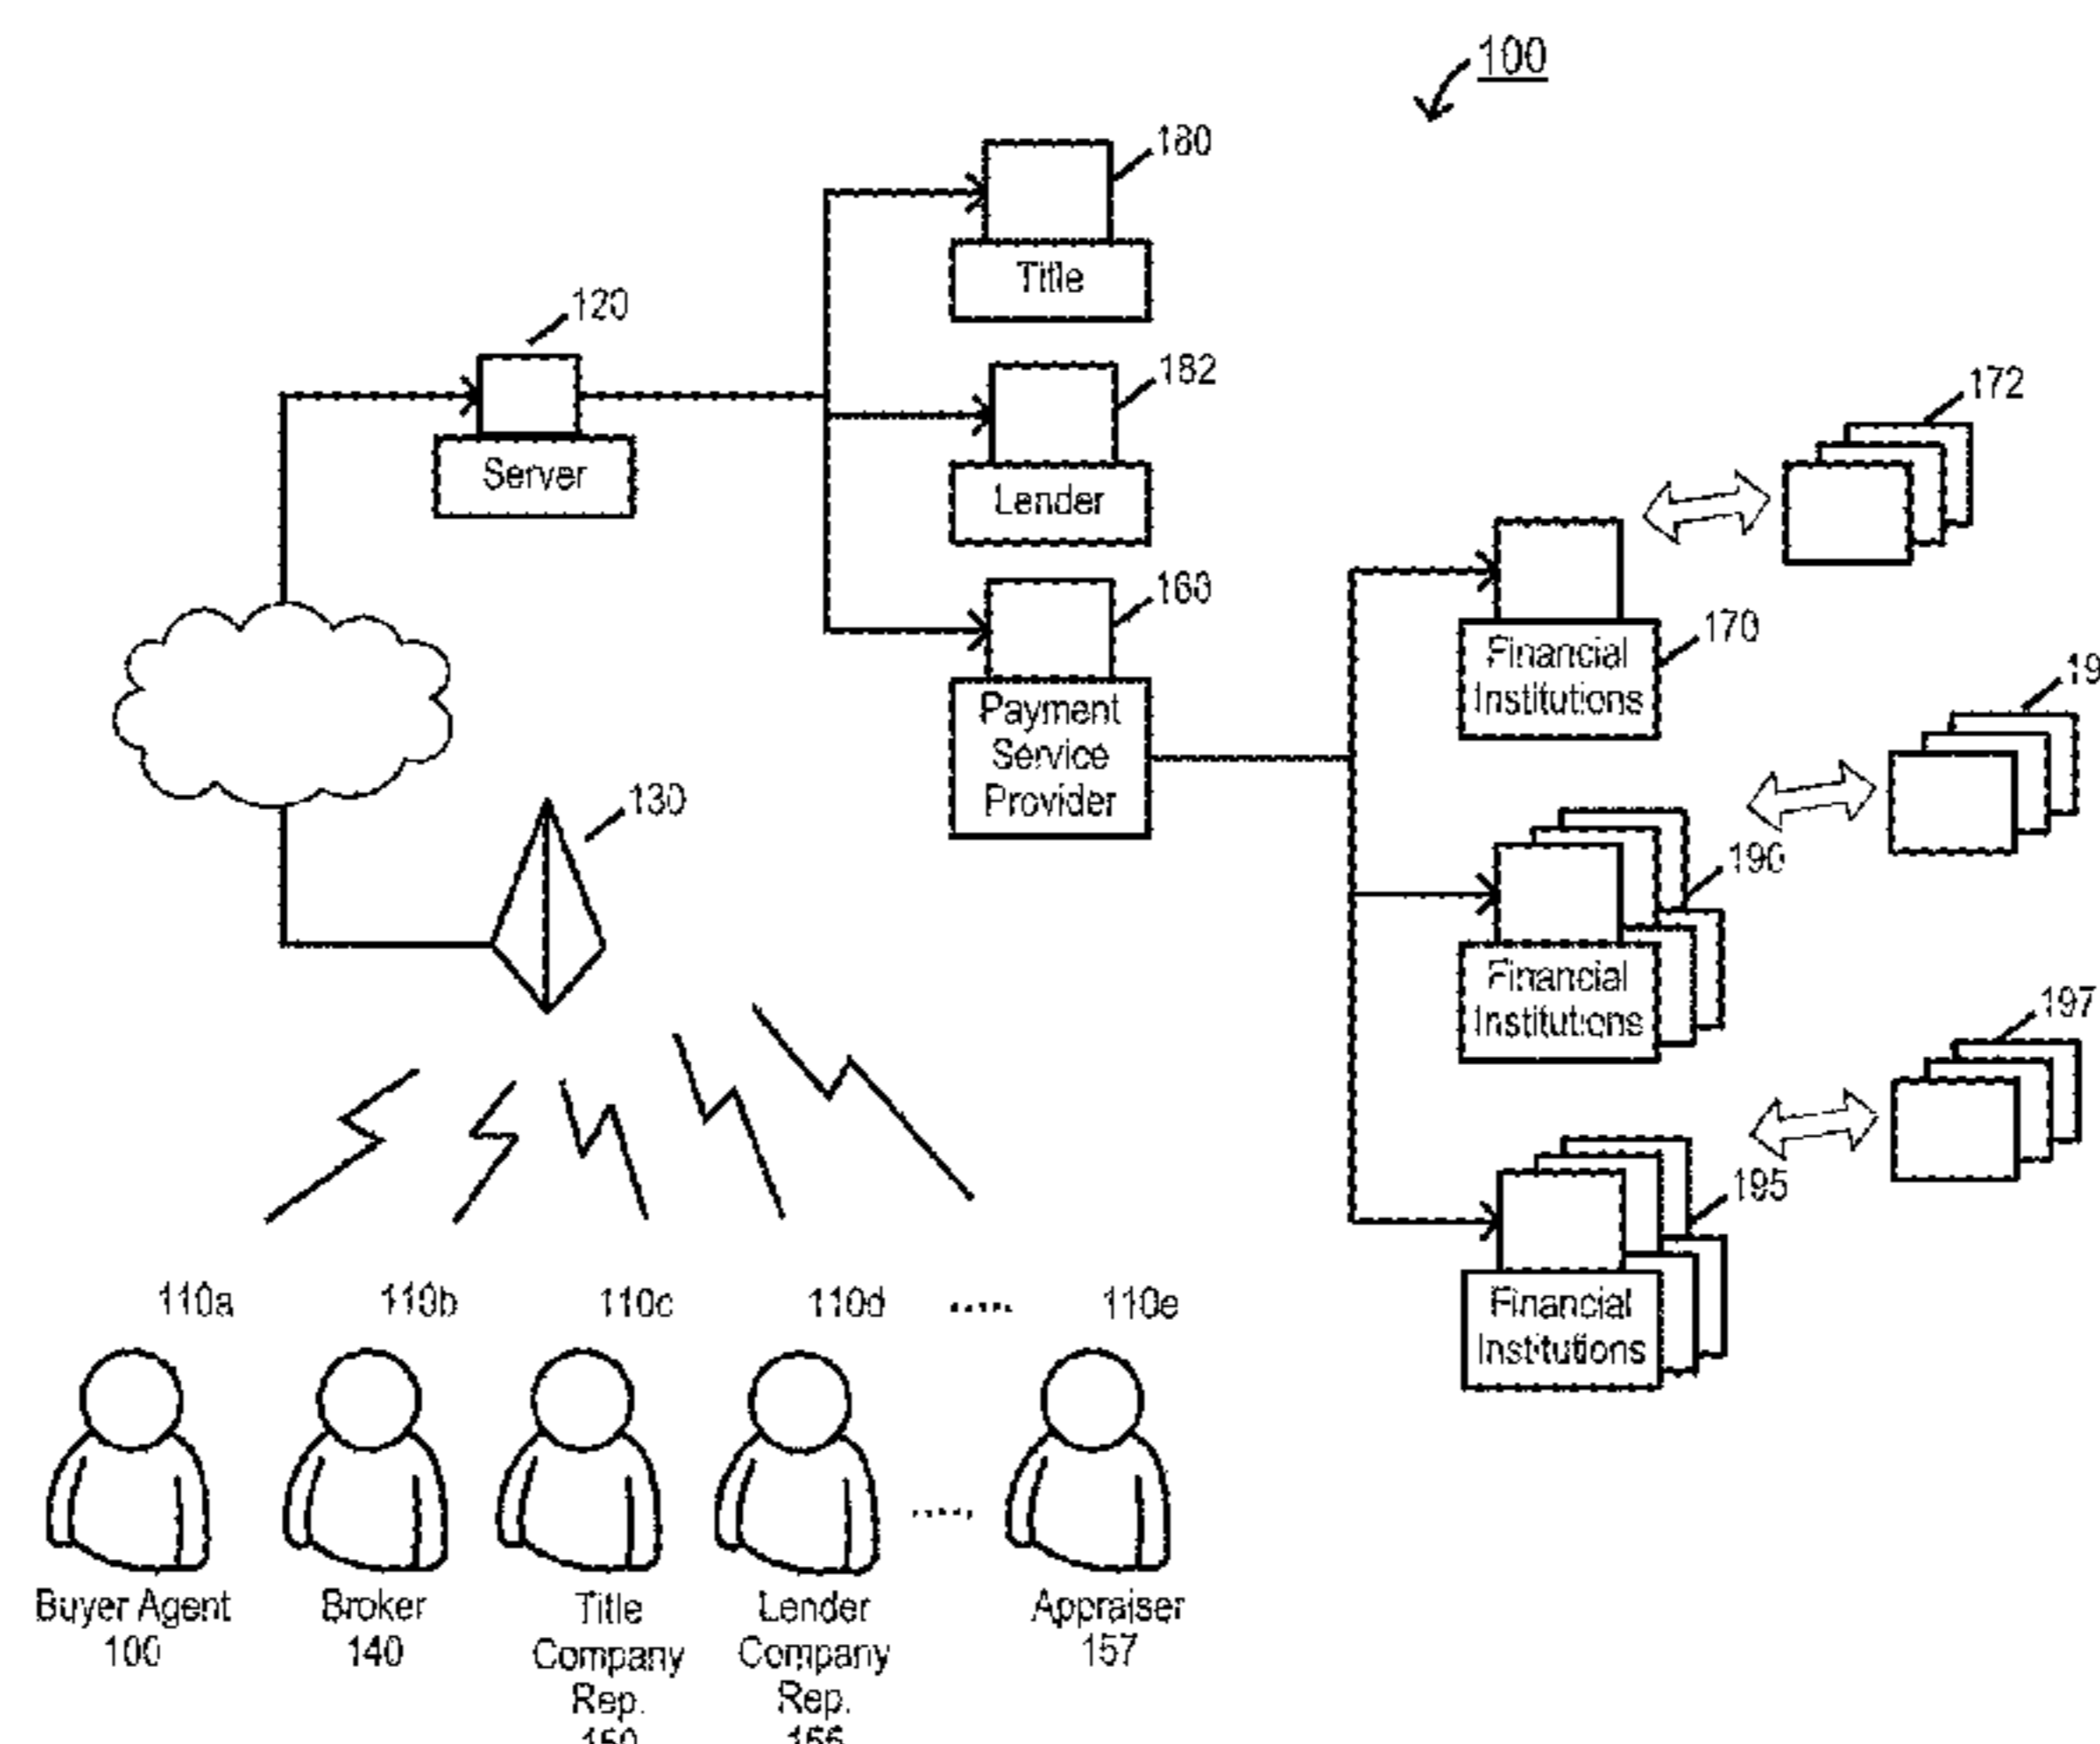 100
180
120
Title
182
172
Server
Lender
160
170
Financial
Institutions
Payment
Service
Provider
130
190
Financial
Institutions
197
195
Financial
Institutions
110a
110b
110c
110d
.....
110e
.....
Buyer Agent
100
Broker
140
Title
Company
Rep.
150
Lender
Company
Rep.
Appraiser
157